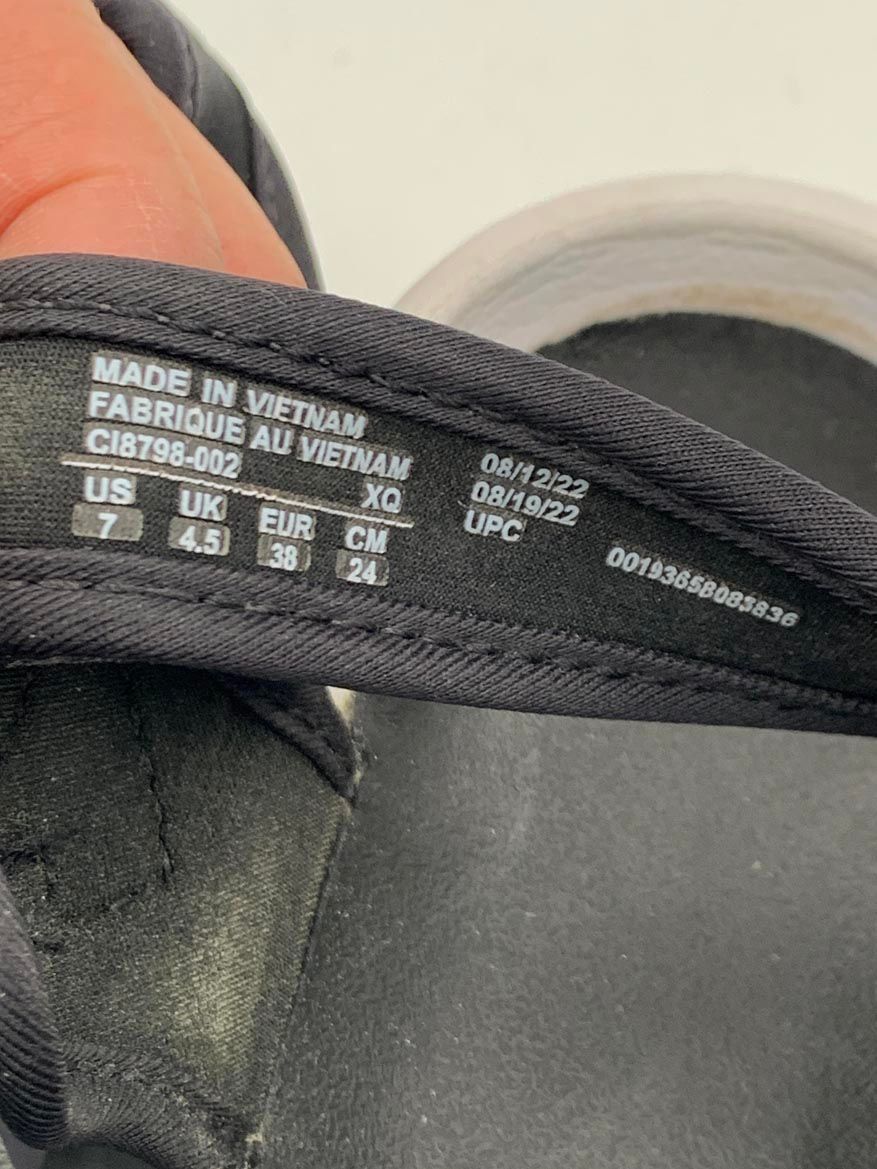 MADE IN VIETNAM
FABRIQUE AU VIETNAM
CI8798-002
XQ
US UK EUR CM
7 4.5 38 24
08/12/22
08/19/22
UPC
00193658083836